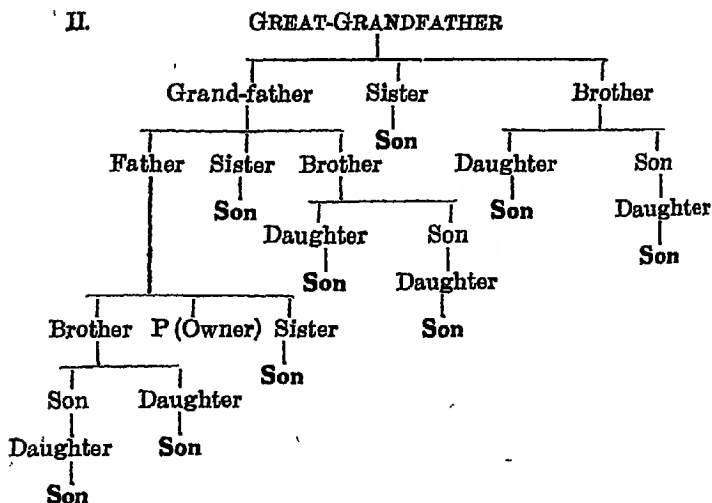 II. GREAT-GRANDFATHER
Grand-father Sister Brother
Son
Father Sister Brother Daughter Son
Son Son Daughter
Daughter Son
Son
Son Daughter
Son
Brother P (Owner) Sister
Son
Son Daughter
Daughter Son
Son